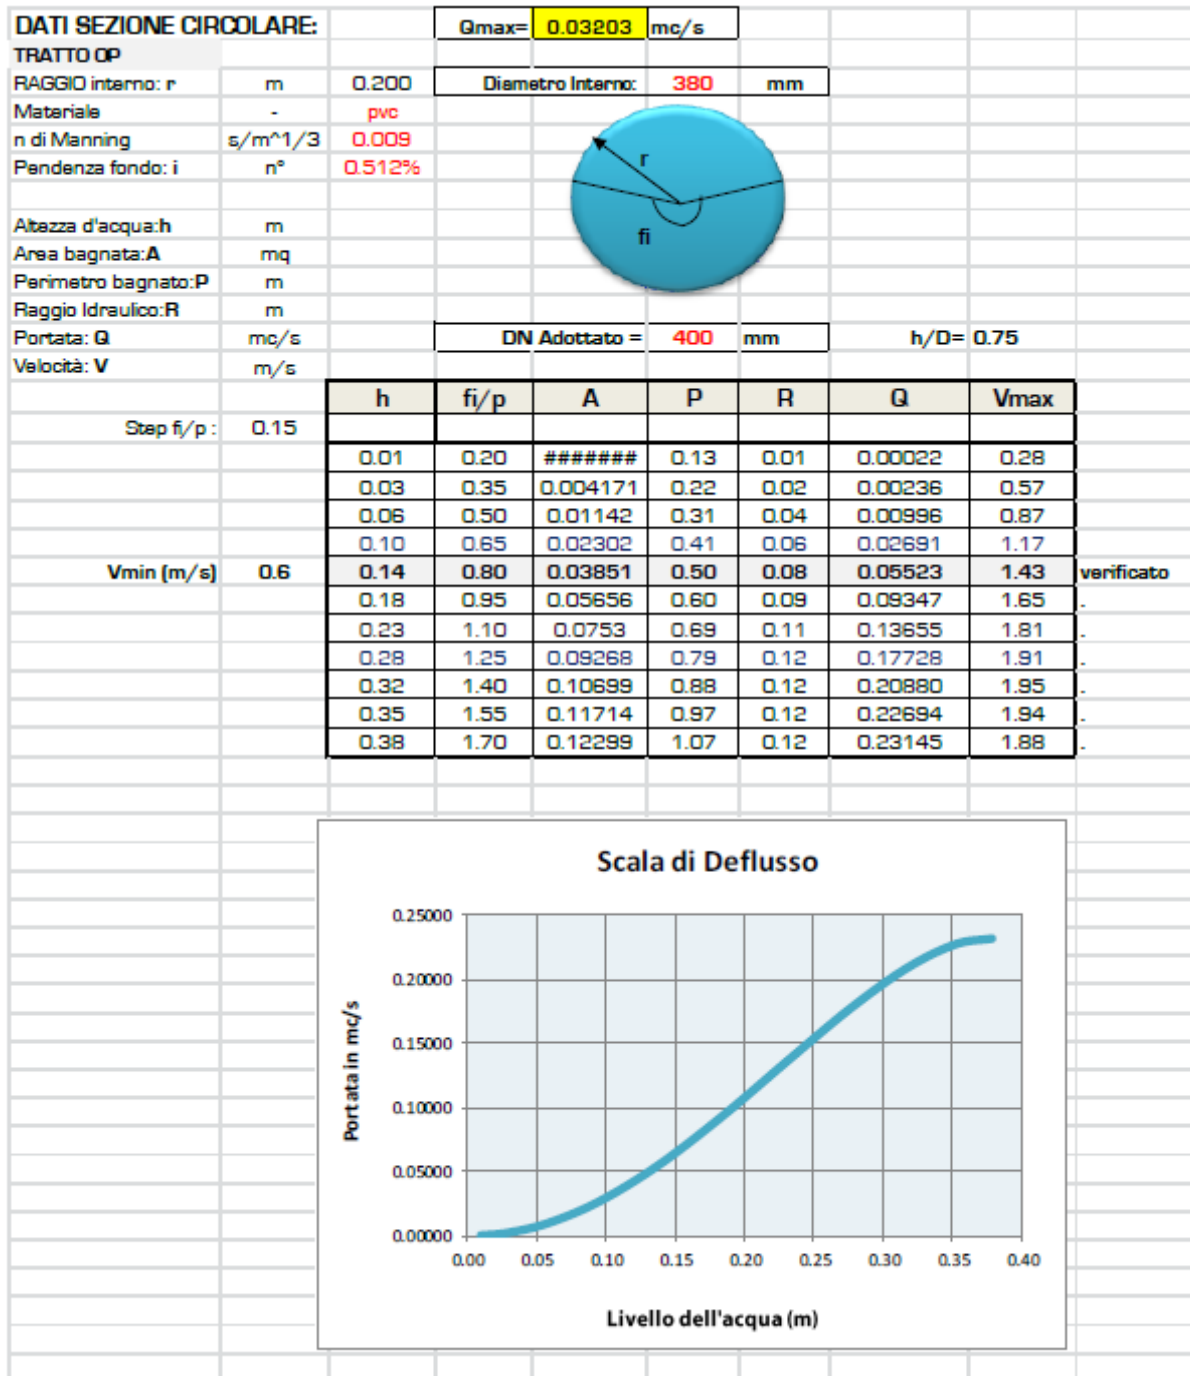 DATI SEZIONE CIRCOLARE: Qmax= 0.03203 mc/s
TRATTO OP
RAGGIO interno: r m 0.200 Diametro Interno: 380 mm
Materiale - pvc
n di Manning s/m^1/3 0.009
Pendenza fondo: i n° 0.512%
r
fi
Altezza d'acqua:h m
Area bagnata:A mq
Perimetro bagnato:P m
Raggio Idraulico:R m
Portata: Q mc/s DN Adottato = 400 mm h/D= 0.75
Velocità: V m/s
h fi/p A P R Q Vmax
Step fi/p : 0.15
0.01 0.20 ####### 0.13 0.01 0.00022 0.28
0.03 0.35 0.004171 0.22 0.02 0.00236 0.57
0.06 0.50 0.01142 0.31 0.04 0.00996 0.87
0.10 0.65 0.02302 0.41 0.06 0.02691 1.17
Vmin (m/s) 0.6 0.14 0.80 0.03851 0.50 0.08 0.05523 1.43 verificato
0.18 0.95 0.05656 0.60 0.09 0.09347 1.65 .
0.23 1.10 0.0753 0.69 0.11 0.13655 1.81 .
0.28 1.25 0.09268 0.79 0.12 0.17728 1.91 .
0.32 1.40 0.10699 0.88 0.12 0.20880 1.95 .
0.35 1.55 0.11714 0.97 0.12 0.22694 1.94 .
0.38 1.70 0.12299 1.07 0.12 0.23145 1.88 .
Scala di Deflusso
Portata in mc/s
0.25000
0.20000
0.15000
0.10000
0.05000
0.00000
0.00 0.05 0.10 0.15 0.20 0.25 0.30 0.35 0.40
Livello dell'acqua (m)